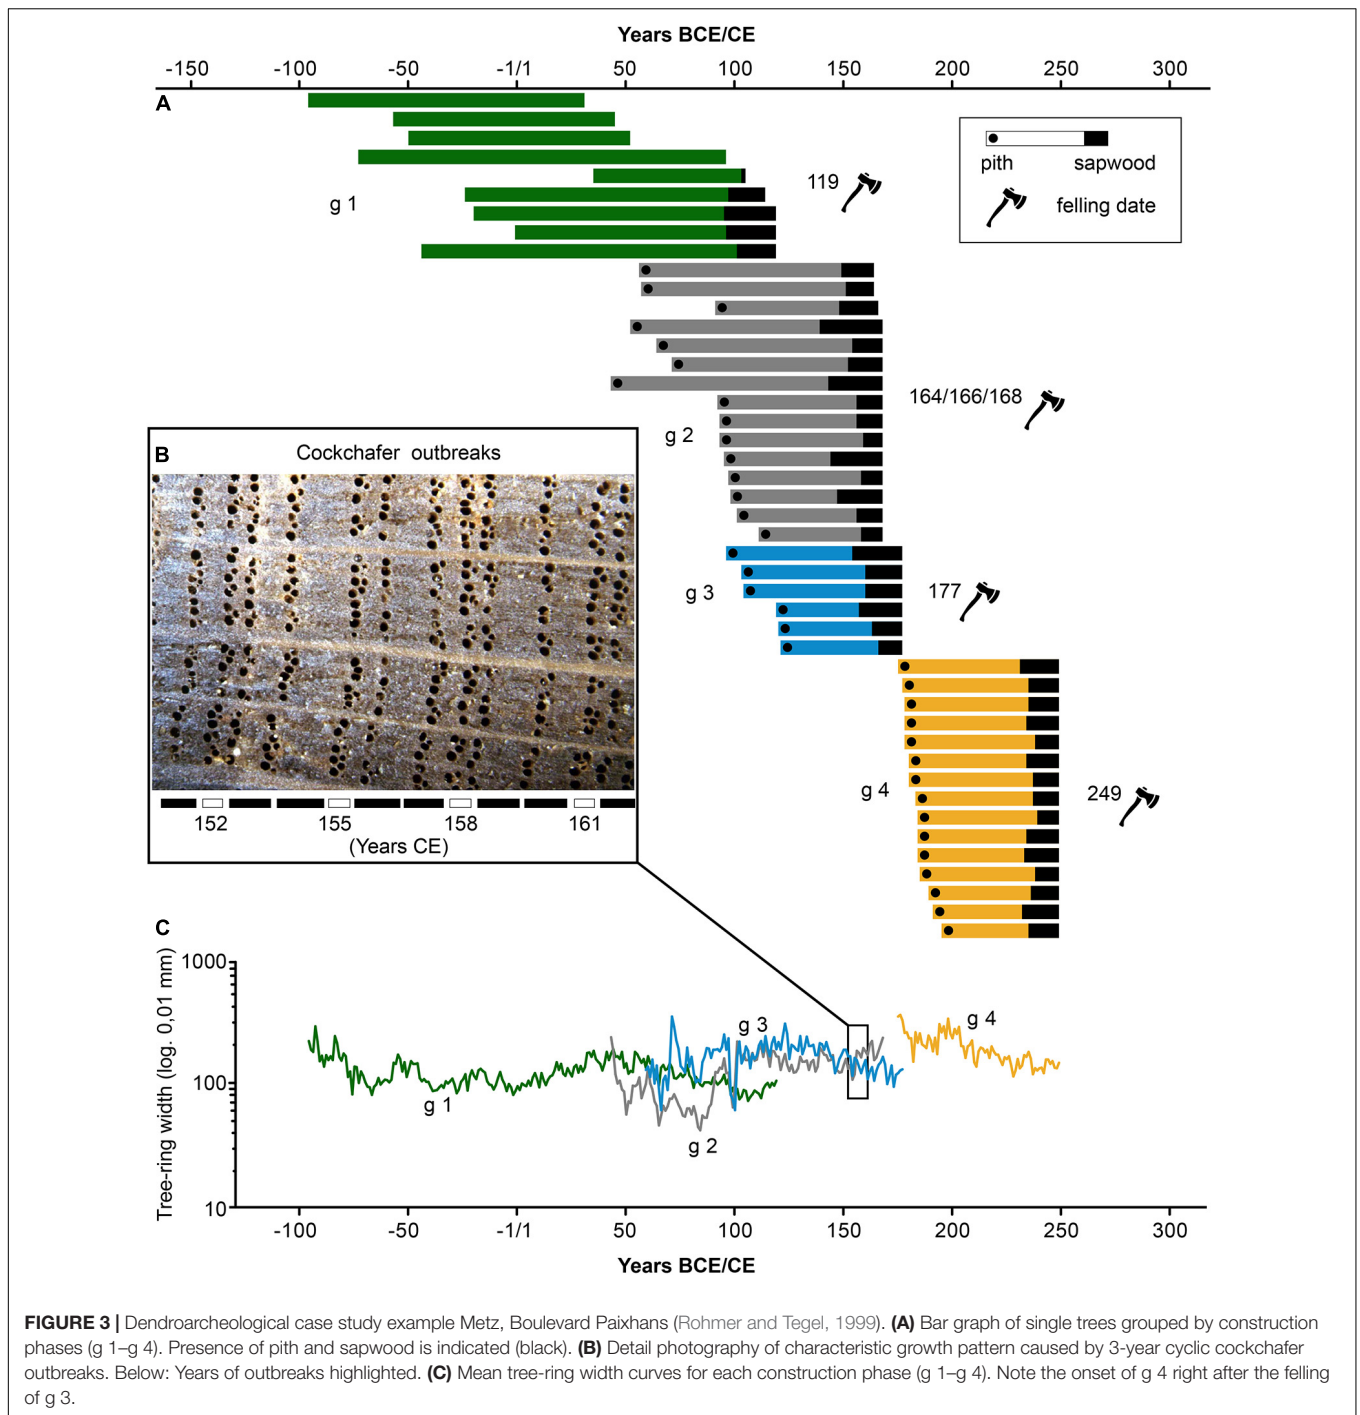 Years BCE/CE
-150 -100 -50 -1/1 50 100 150 200 250 300
A
pith sapwood
felling date
119
g 1
164/166/168
g 2
B
Cockchafer outbreaks
g 3
177
g 4
249
152 155 158 161
(Years CE)
C
Tree-ring width (log. 0,01 mm)
1000
100
10
g 1
g 2
g 3
g 4
-100 -50 -1/1 50 100 150 200 250 300
Years BCE/CE
FIGURE 3 | Dendroarcheological case study example Metz, Boulevard Paixhans (Rohmer and Tegel, 1999). (A) Bar graph of single trees grouped by construction
phases (g 1–g 4). Presence of pith and sapwood is indicated (black). (B) Detail photography of characteristic growth pattern caused by 3-year cyclic cockchafer
outbreaks. Below: Years of outbreaks highlighted. (C) Mean tree-ring width curves for each construction phase (g 1–g 4). Note the onset of g 4 right after the felling
of g 3.